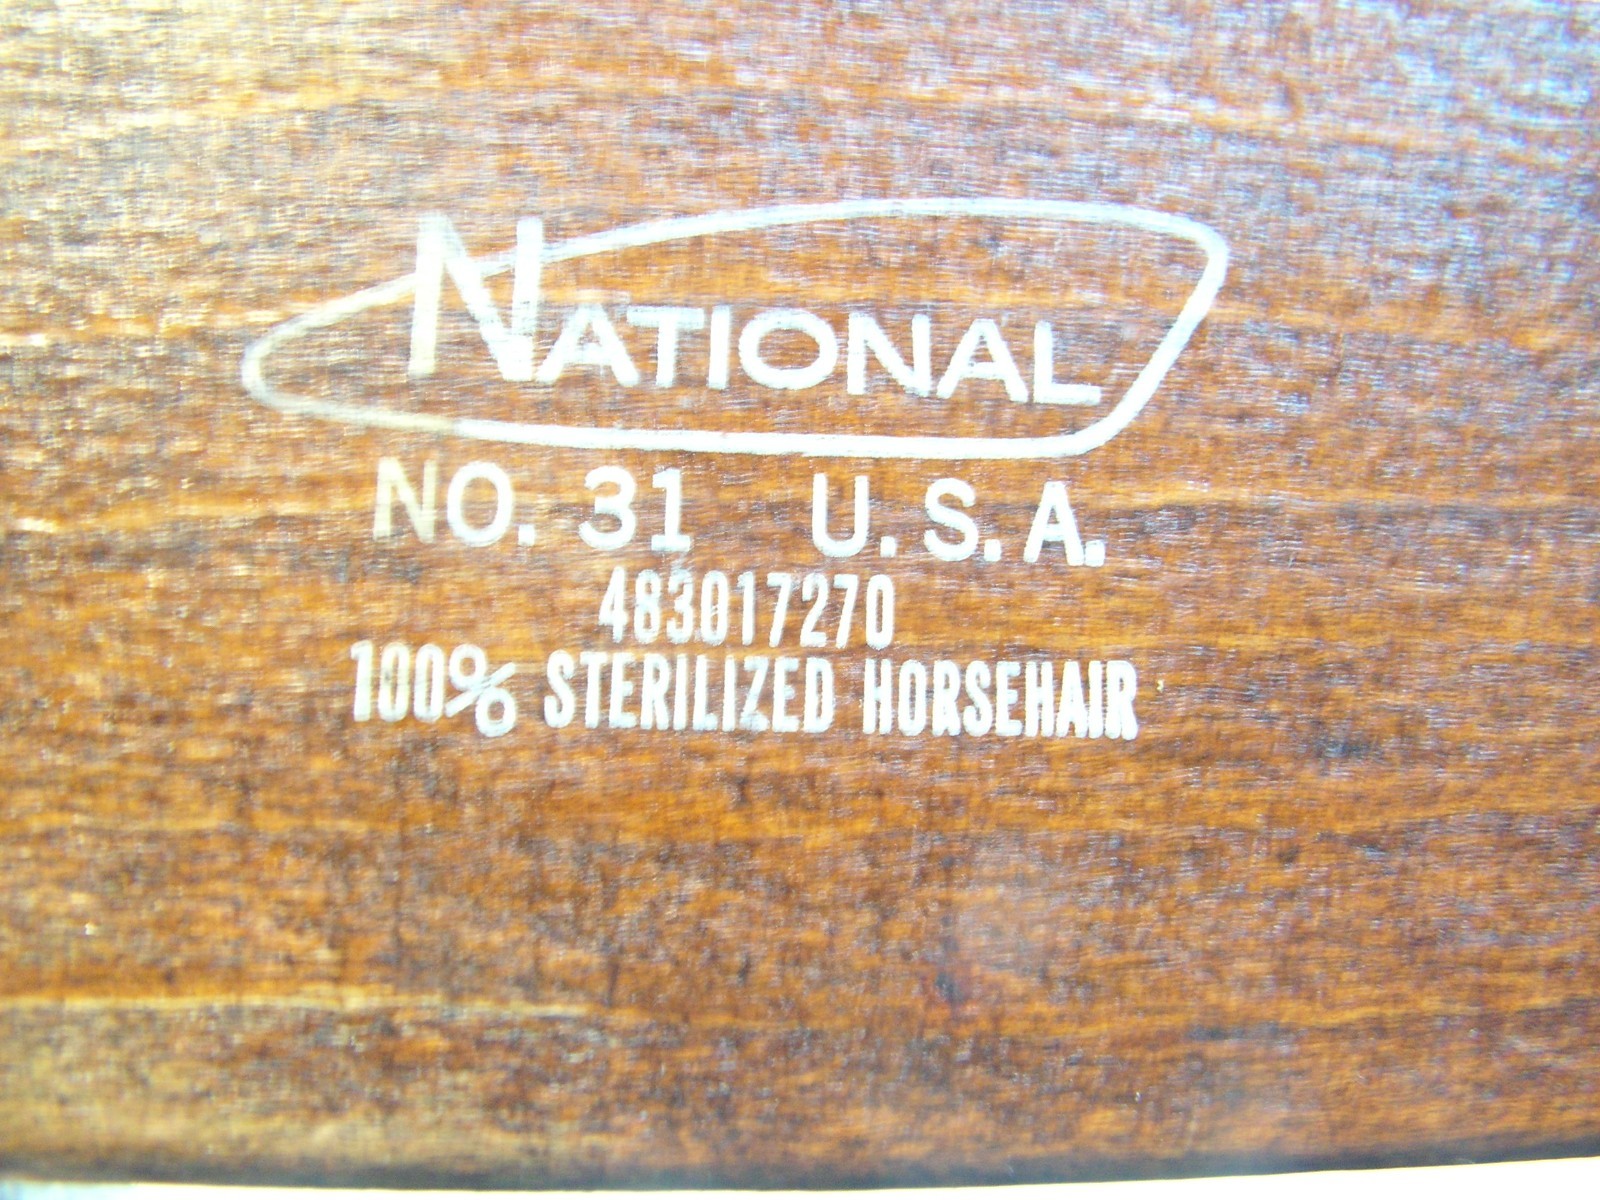 NATIONAL
NO. 31 U.S.A.
483017270
100% STERILIZED HORSEHAIR